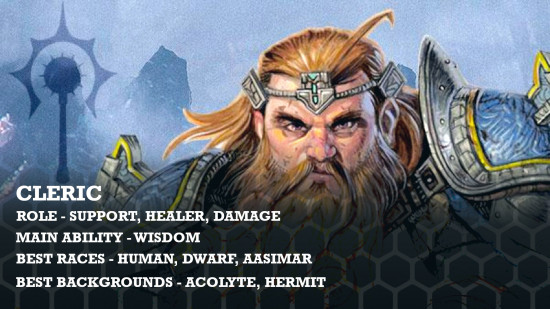 CLERIC
ROLE - SUPPORT, HEALER, DAMAGE
MAIN ABILITY - WISDOM
BEST RACES - HUMAN, DWARF, AASIMAR
BEST BACKGROUNDS - ACOLYTE, HERMIT